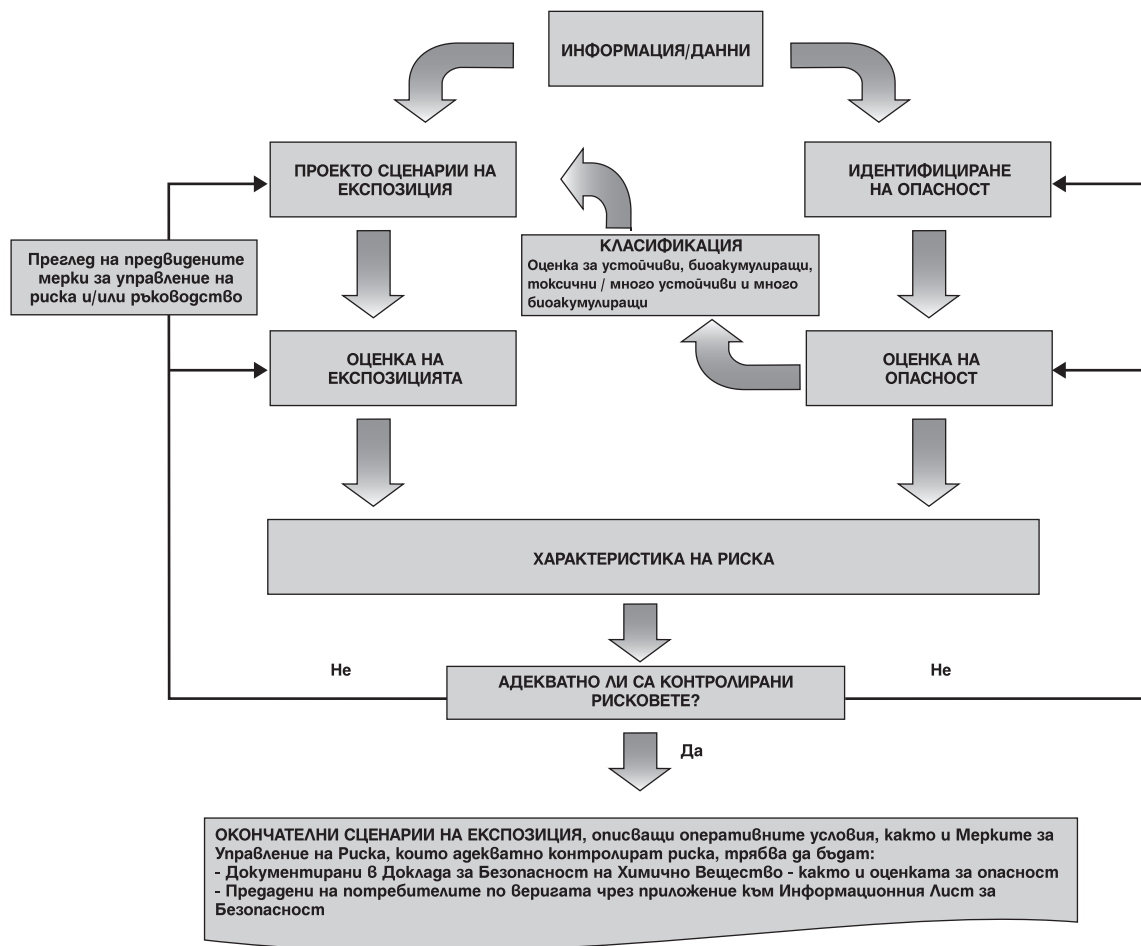 ИНФОРМАЦИЯ/ДАННИ
ПРОЕКТО СЦЕНАРИИ НА
ЕКСПОЗИЦИЯ
ИДЕНТИФИЦИРАНЕ
НА ОПАСНОСТ
Преглед на предвидените
мерки за управление на
риска и/или ръководство
КЛАСИФИКАЦИЯ
Оценка за устойчиви, биоакумулиращи,
токсични / много устойчиви и много
биоакумулиращи
ОЦЕНКА НА
ЕКСПОЗИЦИЯТА
ОЦЕНКА НА
ОПАСНОСТ
ХАРАКТЕРИСТИКА НА РИСКА
Не
Не
АДЕКВАТНО ЛИ СА КОНТРОЛИРАНИ
РИСКОВЕТЕ?
Да
ОКОНЧАТЕЛНИ СЦЕНАРИИ НА ЕКСПОЗИЦИЯ, описващи оперативните условия, както и Мерките за
Управление на Риска, които адекватно контролират риска, трябва да бъдат:
- Документирани в Доклада за Безопасност на Химично Вещество - както и оценката за опасност
- Предадени на потребителите по веригата чрез приложение към Информационния Лист за
Безопасност